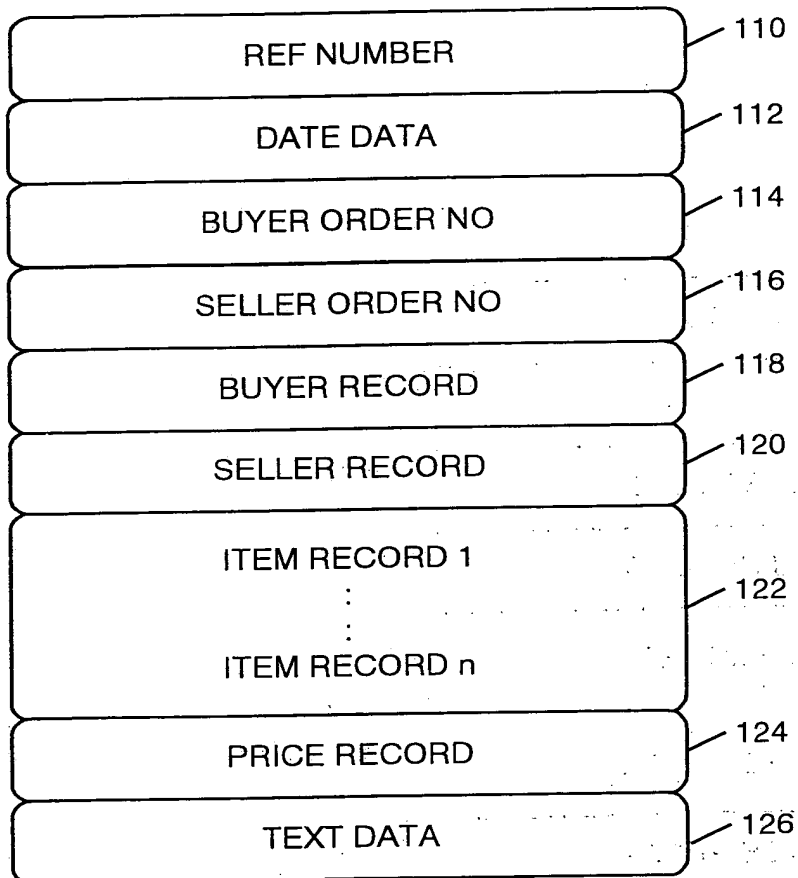 REF NUMBER 110
DATE DATA 112
BUYER ORDER NO 114
SELLER ORDER NO 116
BUYER RECORD 118
SELLER RECORD 120
ITEM RECORD 1
122
ITEM RECORD n
PRICE RECORD 124
TEXT DATA 126